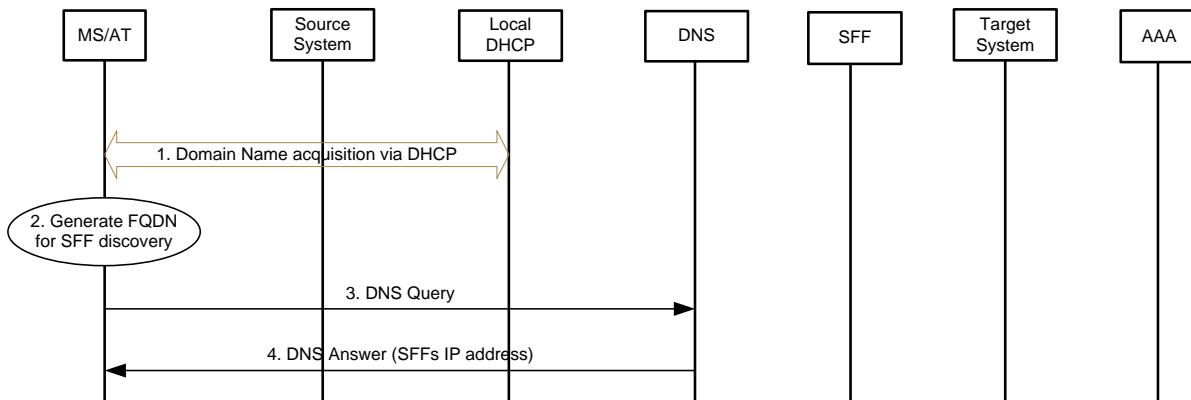 MS/AT
Source
System
Local
DHCP
DNS
SFF
Target
System
AAA
1. Domain Name acquisition via DHCP
2. Generate FQDN
for SFF discovery
3. DNS Query
4. DNS Answer (SFFs IP address)